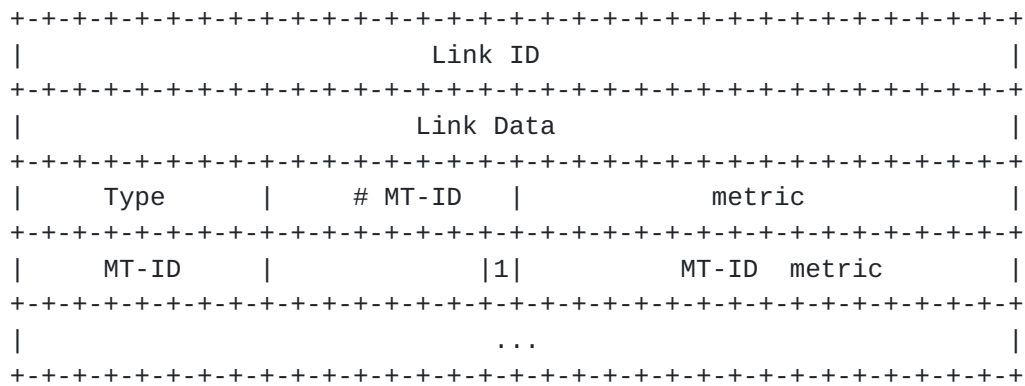 +-+-+-+-+-+-+-+-+-+-+-+-+-+-+-+-+-+-+-+-+-+-+-+-+-+-+-+-+-+-+-+-+
|                          Link ID                              |
+-+-+-+-+-+-+-+-+-+-+-+-+-+-+-+-+-+-+-+-+-+-+-+-+-+-+-+-+-+-+-+-+
|                         Link Data                             |
+-+-+-+-+-+-+-+-+-+-+-+-+-+-+-+-+-+-+-+-+-+-+-+-+-+-+-+-+-+-+-+-+
|     Type      |     # MT-ID   |            metric             |
+-+-+-+-+-+-+-+-+-+-+-+-+-+-+-+-+-+-+-+-+-+-+-+-+-+-+-+-+-+-+-+-+
|     MT-ID     |             |1|          MT-ID  metric        |
+-+-+-+-+-+-+-+-+-+-+-+-+-+-+-+-+-+-+-+-+-+-+-+-+-+-+-+-+-+-+-+-+
|                              ...                              |
+-+-+-+-+-+-+-+-+-+-+-+-+-+-+-+-+-+-+-+-+-+-+-+-+-+-+-+-+-+-+-+-+